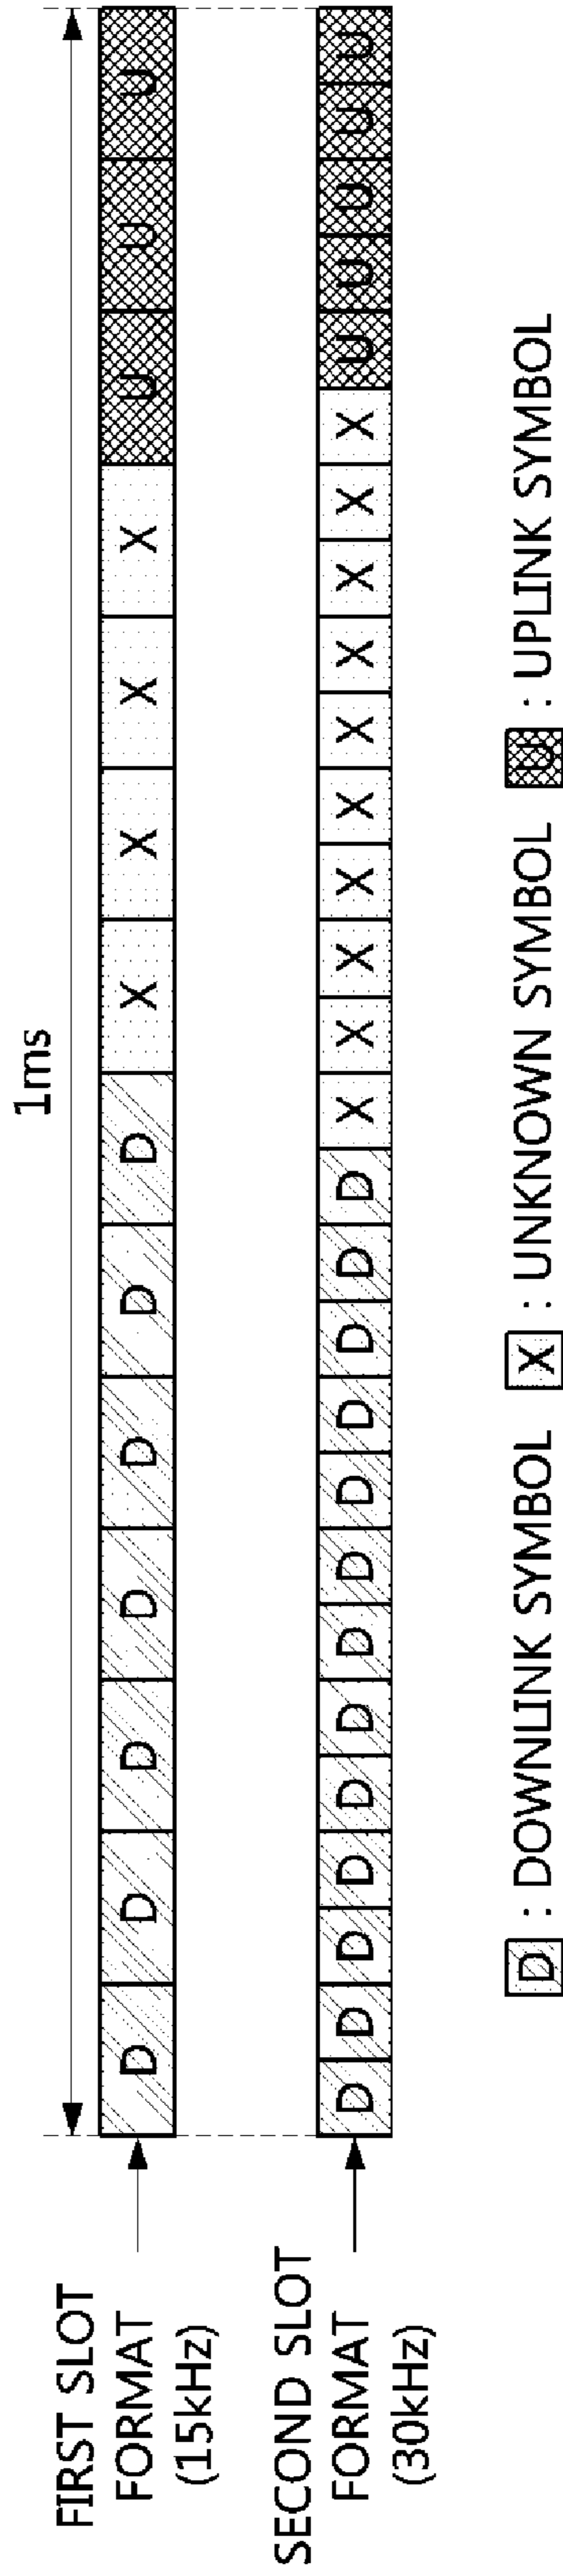 1ms
FIRST SLOT
FORMAT
(15kHz)
D D D D D D D X X X X U U U
SECOND SLOT
FORMAT
(30kHz)
D D D D D D D D D D D D D X X X X X X X X X X U U U U U
D : DOWNLINK SYMBOL X : UNKNOWN SYMBOL U : UPLINK SYMBOL